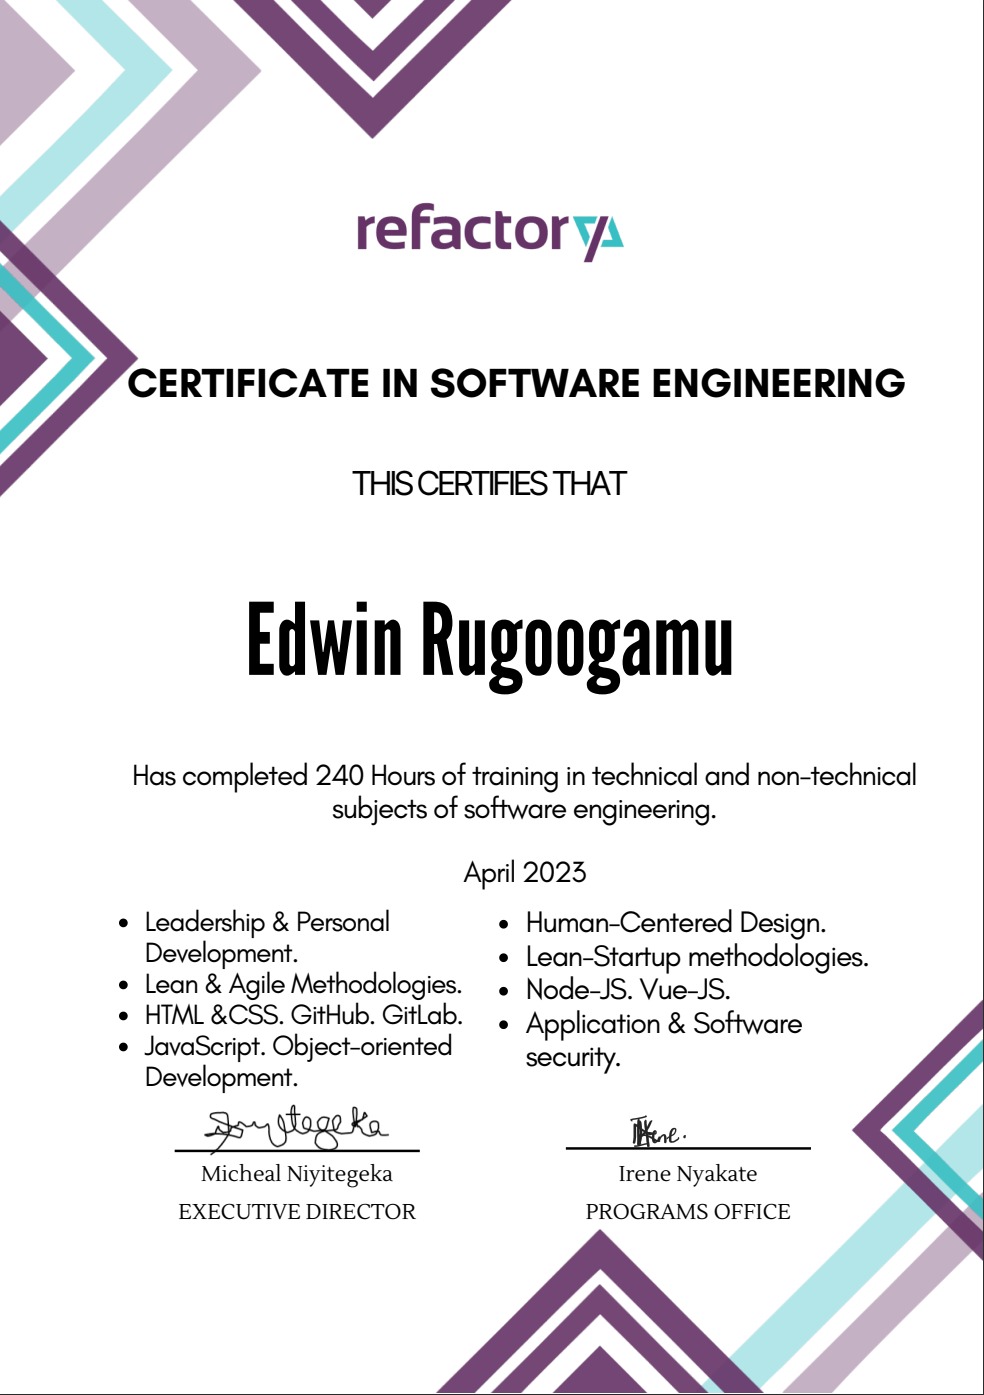 refactory
CERTIFICATE IN SOFTWARE ENGINEERING
THIS CERTIFIES THAT
Edwin Rugoogamu
Has completed 240 Hours of training in technical and non-technical
subjects of software engineering.
April 2023
• Leadership & Personal
Development.
• Lean & Agile Methodologies.
• HTML &CSS. GitHub. GitLab.
• JavaScript. Object-oriented
Development.
• Human-Centered Design.
• Lean-Startup methodologies.
• Node-JS. Vue-JS.
• Application & Software
security.
Micheal Niyitegeka
EXECUTIVE DIRECTOR
Irene Nyakate
PROGRAMS OFFICE